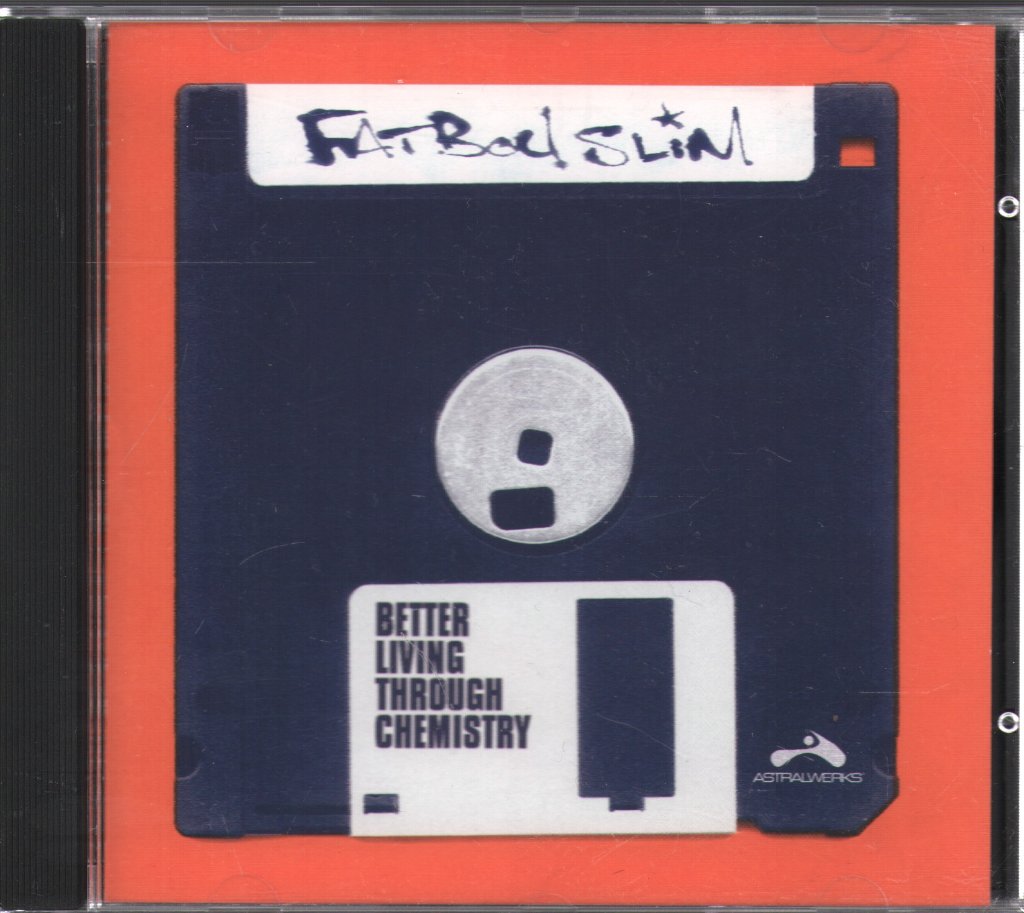 FATBOY SLiM
BETTER
LIVING
THROUGH
CHEMISTRY
ASTRALWERKS